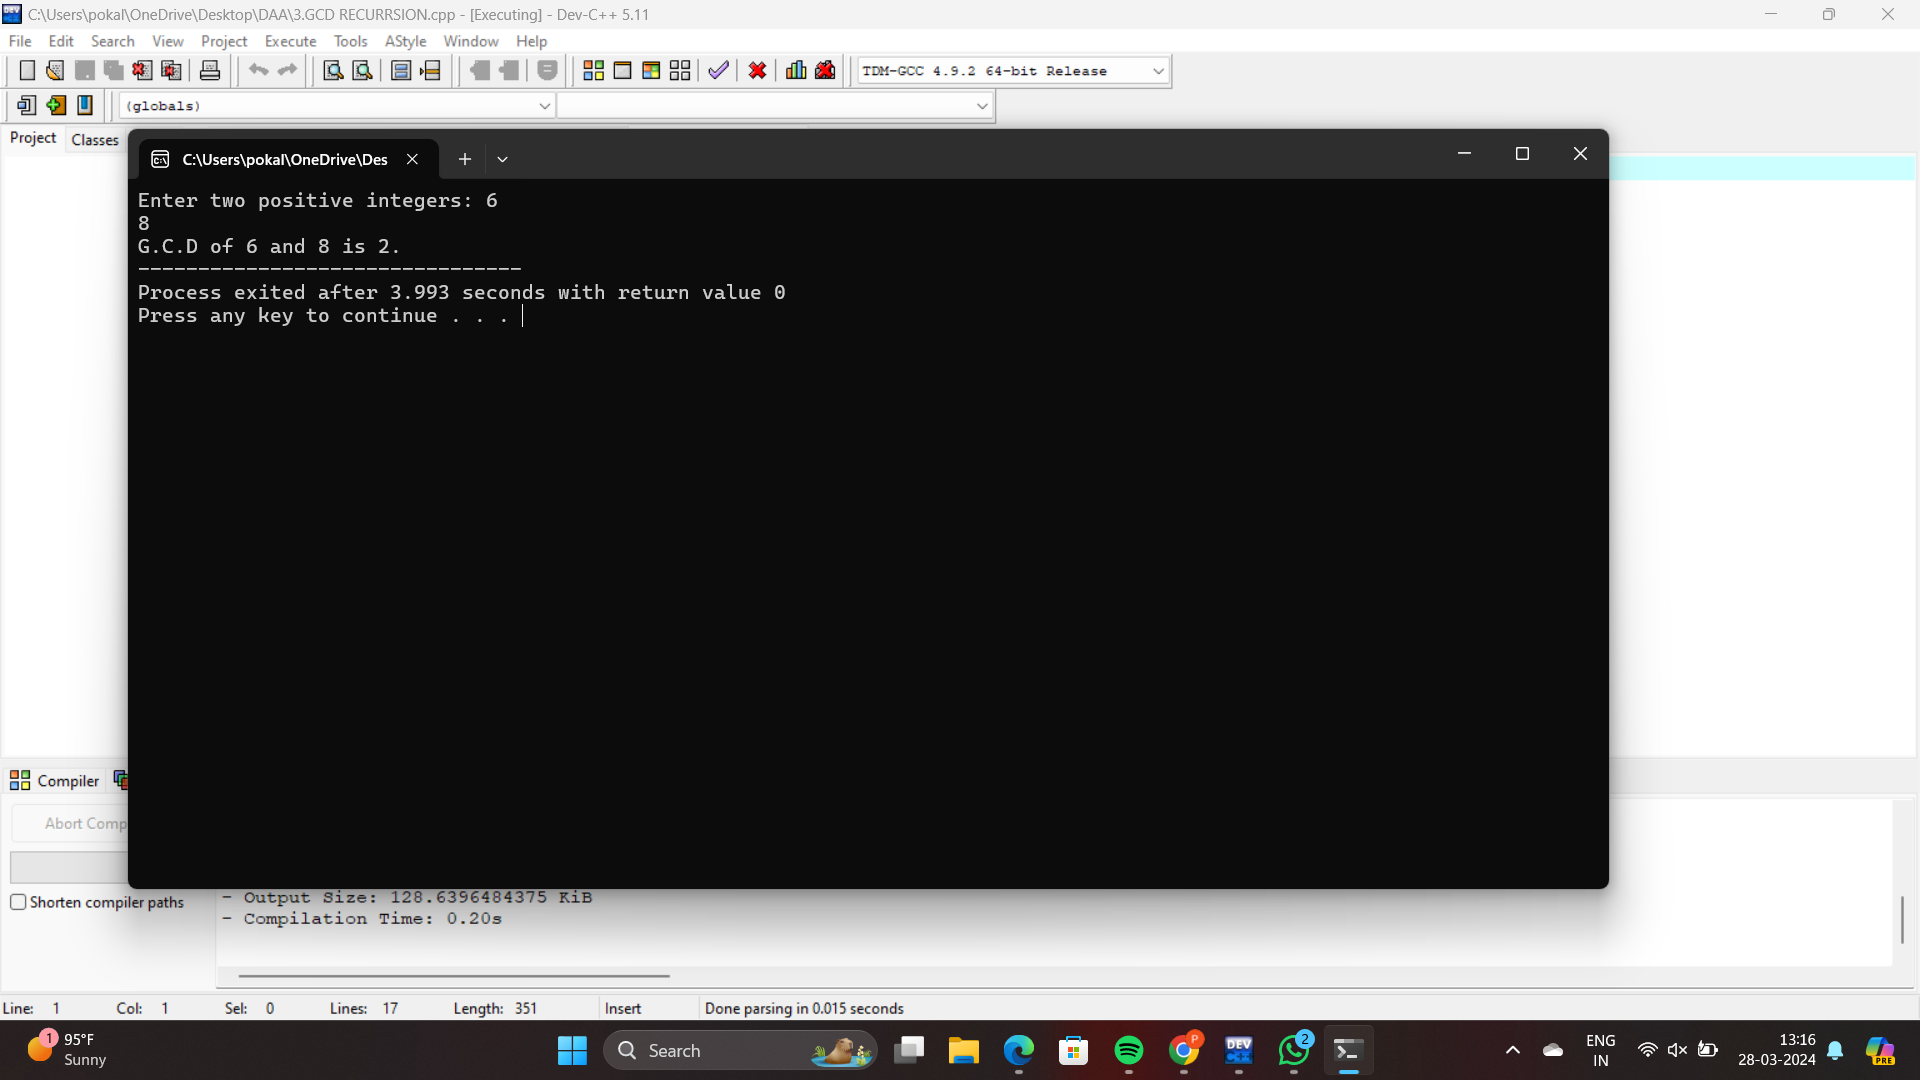 C:\Users\pokal\OneDrive\Desktop\DAA\3.GCD RECURRSION.cpp - [Executing] - Dev-C++ 5.11
File Edit Search View Project Execute Tools AStyle Window Help
TDM-GCC 4.9.2 64-bit Release
(globals)
Project Classes
C:\Users\pokal\OneDrive\Des
Enter two positive integers: 6
8
G.C.D of 6 and 8 is 2.
--------------------------------
Process exited after 3.993 seconds with return value 0
Press any key to continue . . .
Compiler
Abort Comp
Shorten compiler paths
- Output Size: 128.6396484375 KiB
- Compilation Time: 0.20s
Line: 1 Col: 1 Sel: 0 Lines: 17 Length: 351 Insert Done parsing in 0.015 seconds
1
95°F
Sunny
Search
P
DEV
2
ENG
IN
13:16
28-03-2024
PRE